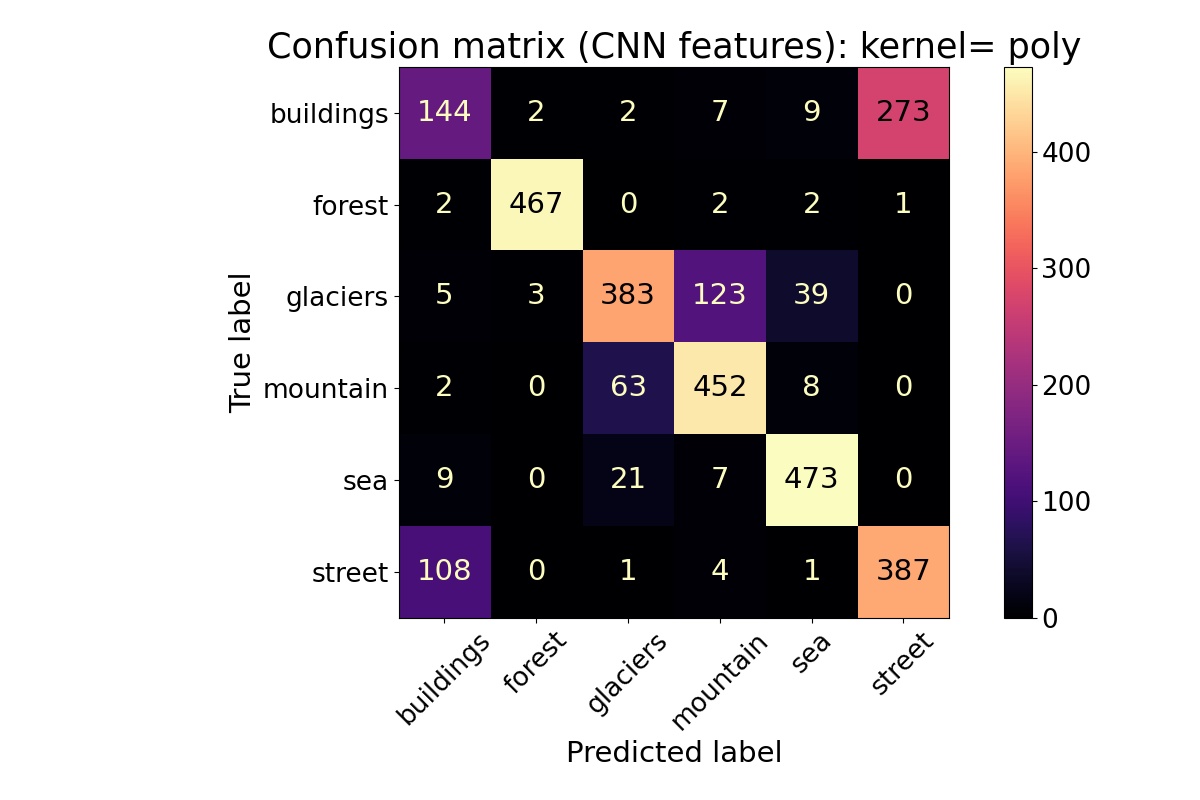 Confusion matrix (CNN features): kernel= poly
buildings 144 2 2 7 9 273
forest 2 467 0 2 2 1
glaciers 5 3 383 123 39 0
mountain 2 0 63 452 8 0
sea 9 0 21 7 473 0
street 108 0 1 4 1 387
True label
buildings forest glaciers mountain sea street
Predicted label
400
300
200
100
0